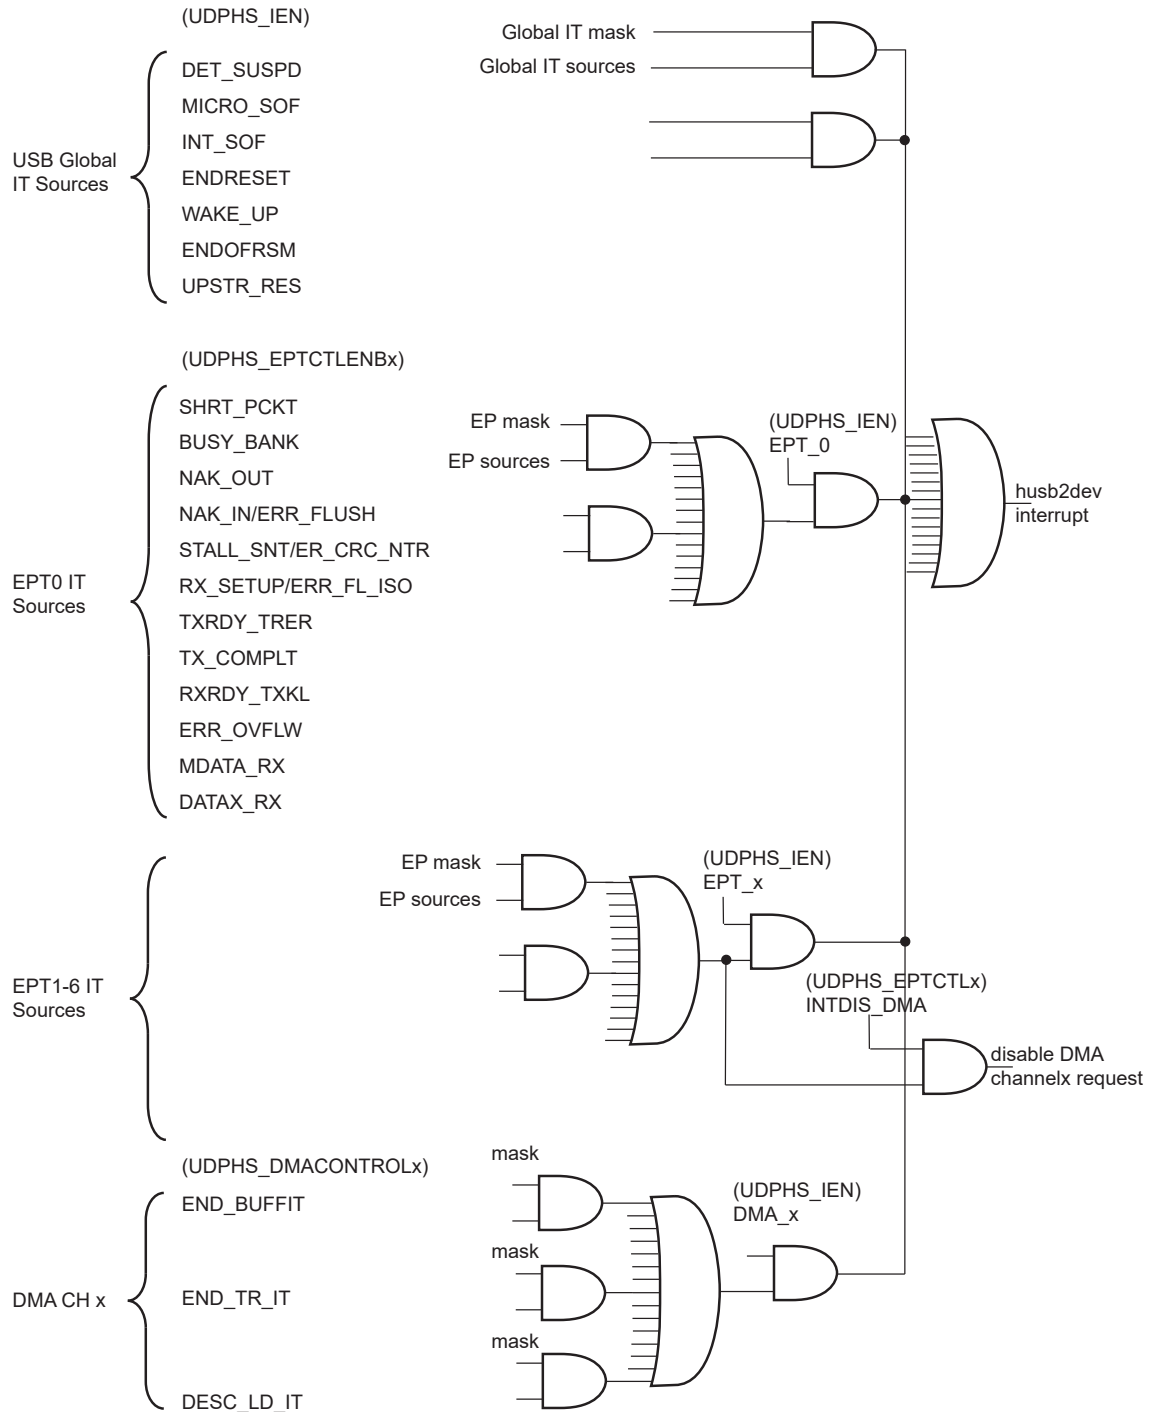 (UDPHS_IEN)
Global IT mask
Global IT sources
DET_SUSPD
MICRO_SOF
INT_SOF
USB Global
IT Sources
ENDRESET
WAKE_UP
ENDOFRSM
UPSTR_RES
(UDPHS_EPTCTLENBx)
SHRT_PCKT
BUSY_BANK
NAK_OUT
NAK_IN/ERR_FLUSH
STALL_SNT/ER_CRC_NTR
EPT0 IT
Sources
RX_SETUP/ERR_FL_ISO
TXRDY_TRER
TX_COMPLT
RXRDY_TXKL
ERR_OVFLW
MDATA_RX
DATAX_RX
EP mask
EP sources
(UDPHS_IEN)
EPT_0
husb2dev
interrupt
EP mask
EP sources
(UDPHS_IEN)
EPT_x
EPT1-6 IT
Sources
(UDPHS_EPTCTLx)
INTDIS_DMA
disable DMA
channelx request
(UDPHS_DMACONTROLx)
mask
END_BUFFIT
(UDPHS_IEN)
DMA_x
mask
DMA CH x
END_TR_IT
mask
DESC_LD_IT